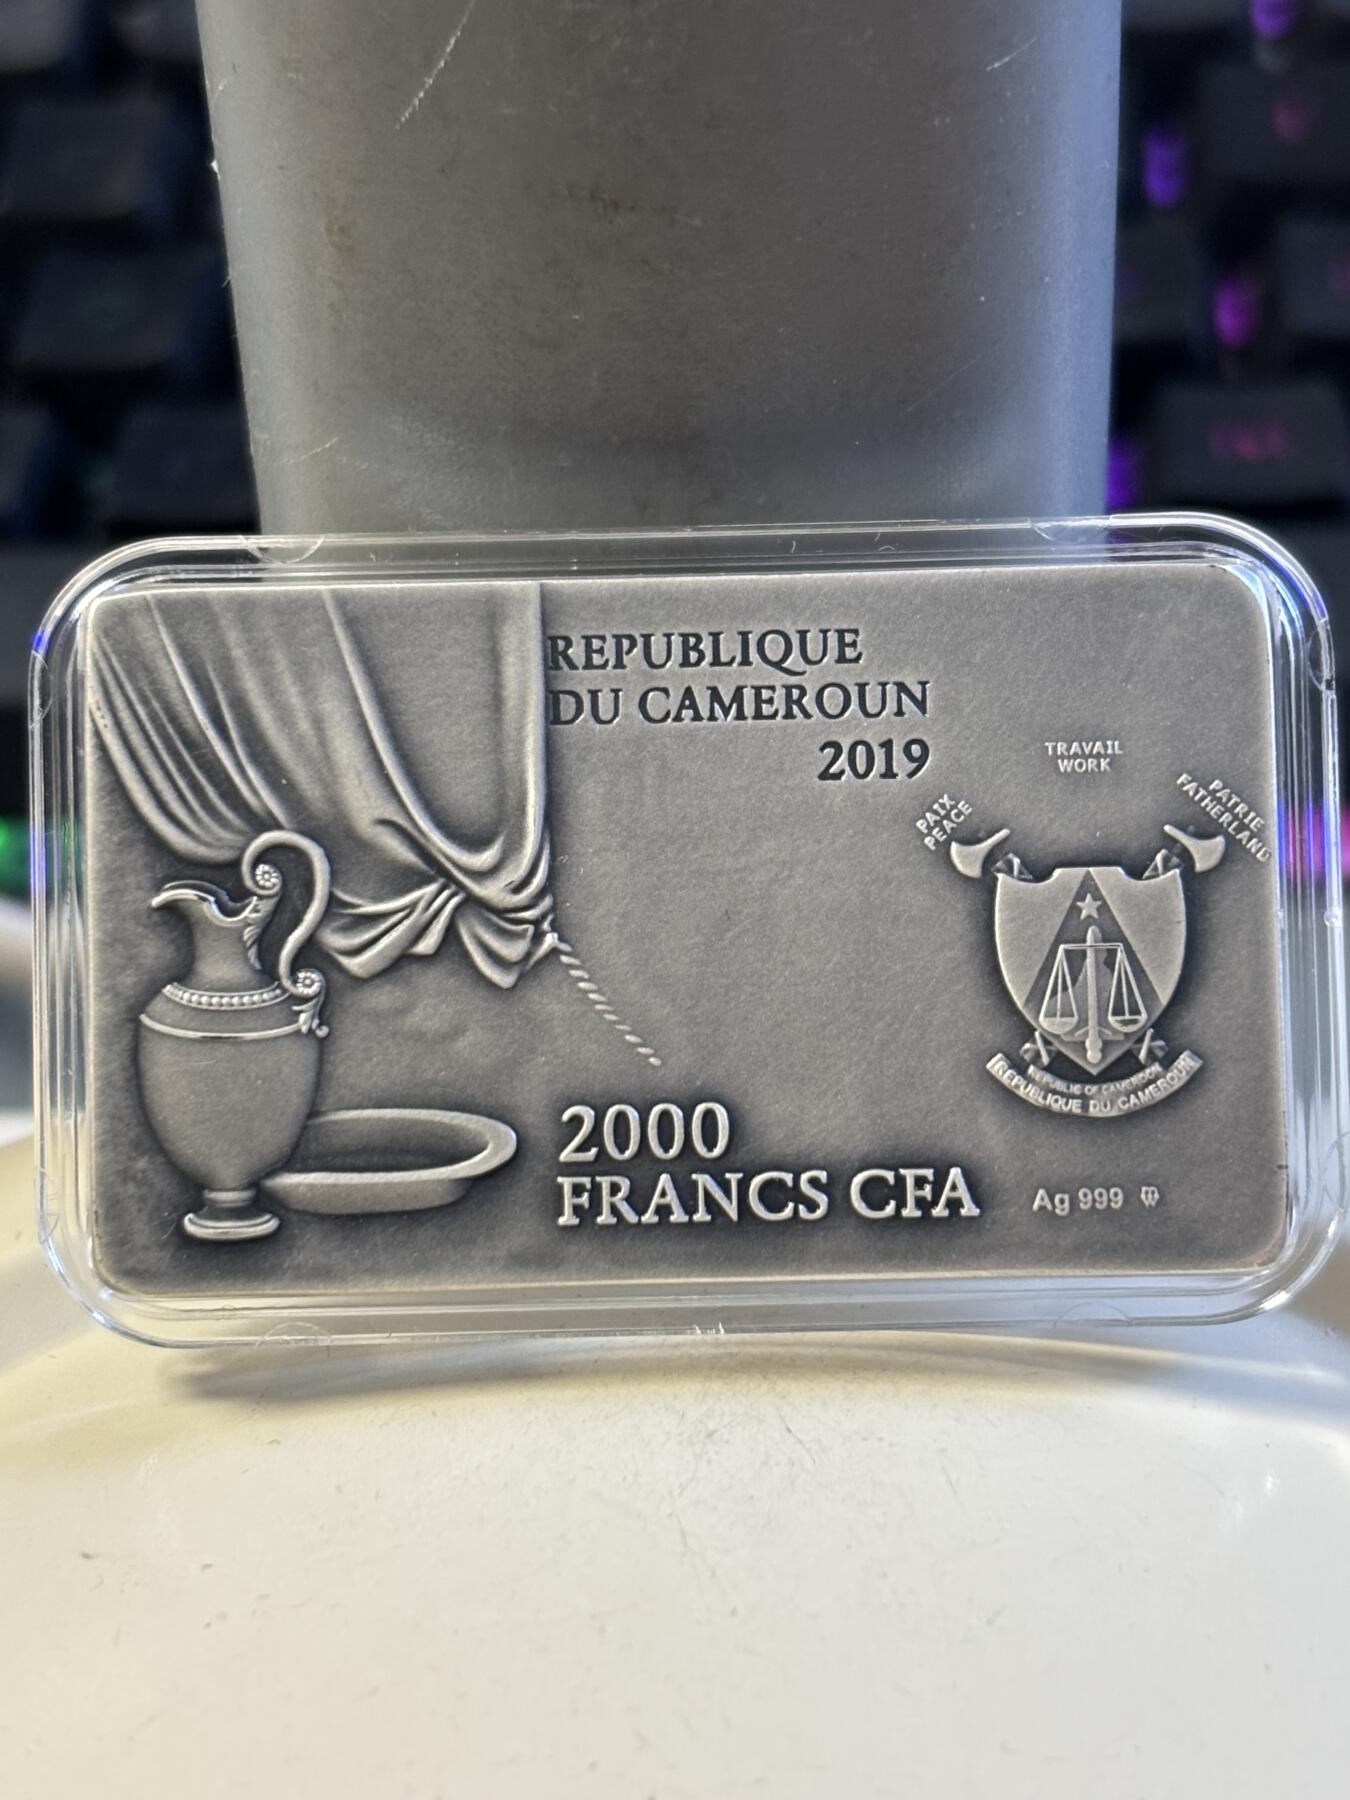 REPUBLIQUE
DU CAMEROUN
2019
TRAVAIL
WORK
PAIX
PEACE
PATRIE
FATHERLAND
REPUBLIC OF CAMEROON
REPUBLIQUE DU CAMEROUN
2000
FRANCS CFA
Ag 999